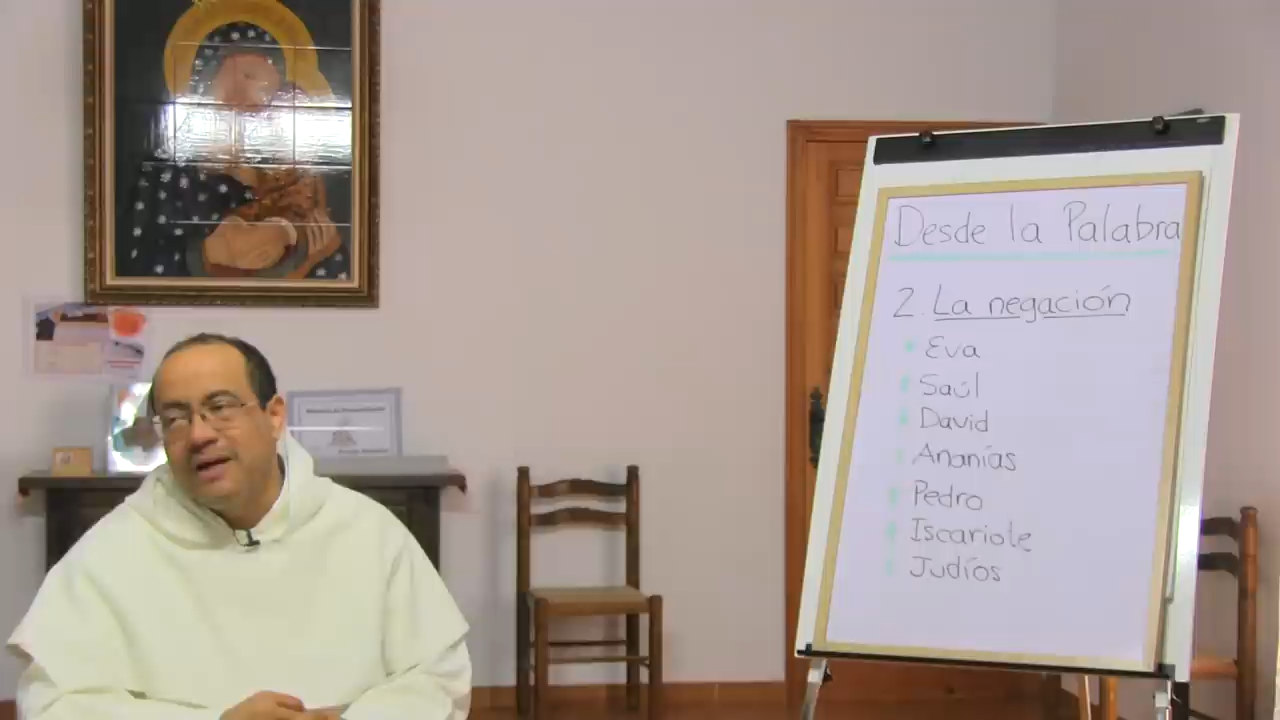 Desde la Palabra
2. La negación
Eva
Saúl
David
Ananías
Pedro
Iscariote
Judíos